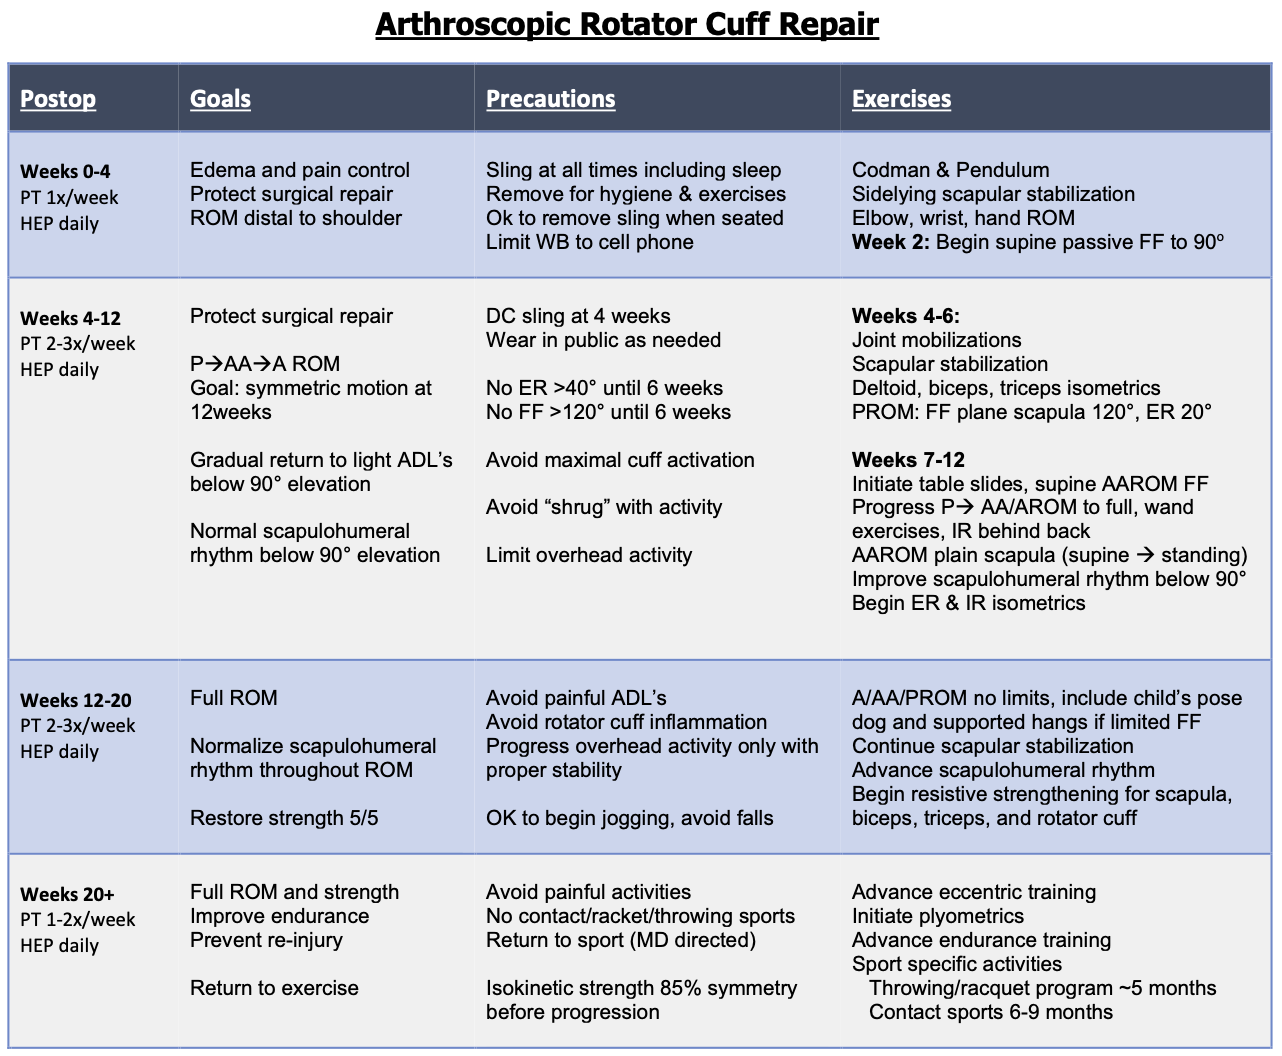 Arthroscopic Rotator Cuff Repair
Postop
Goals
Precautions
Exercises
Weeks 0-4
PT 1x/week
HEP daily
Edema and pain control
Protect surgical repair
ROM distal to shoulder
Sling at all times including sleep
Remove for hygiene & exercises
Ok to remove sling when seated
Limit WB to cell phone
Codman & Pendulum
Sidelying scapular stabilization
Elbow, wrist, hand ROM
Week 2: Begin supine passive FF to 90º
Weeks 4-12
PT 2-3x/week
HEP daily
Protect surgical repair
P→AA→A ROM
Goal: symmetric motion at
12weeks
Gradual return to light ADL’s
below 90° elevation
Normal scapulohumeral
rhythm below 90° elevation
DC sling at 4 weeks
Wear in public as needed
No ER >40° until 6 weeks
No FF >120° until 6 weeks
Avoid maximal cuff activation
Avoid “shrug” with activity
Limit overhead activity
Weeks 4-6:
Joint mobilizations
Scapular stabilization
Deltoid, biceps, triceps isometrics
PROM: FF plane scapula 120°, ER 20°
Weeks 7-12
Initiate table slides, supine AAROM FF
Progress P→ AA/AROM to full, wand
exercises, IR behind back
AAROM plain scapula (supine → standing)
Improve scapulohumeral rhythm below 90°
Begin ER & IR isometrics
Weeks 12-20
PT 2-3x/week
HEP daily
Full ROM
Normalize scapulohumeral
rhythm throughout ROM
Restore strength 5/5
Avoid painful ADL’s
Avoid rotator cuff inflammation
Progress overhead activity only with
proper stability
OK to begin jogging, avoid falls
A/AA/PROM no limits, include child’s pose
dog and supported hangs if limited FF
Continue scapular stabilization
Advance scapulohumeral rhythm
Begin resistive strengthening for scapula,
biceps, triceps, and rotator cuff
Weeks 20+
PT 1-2x/week
HEP daily
Full ROM and strength
Improve endurance
Prevent re-injury
Return to exercise
Avoid painful activities
No contact/racket/throwing sports
Return to sport (MD directed)
Isokinetic strength 85% symmetry
before progression
Advance eccentric training
Initiate plyometrics
Advance endurance training
Sport specific activities
Throwing/racquet program ~5 months
Contact sports 6-9 months